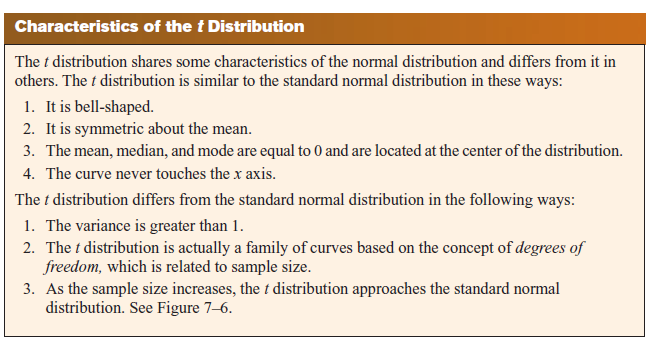 Characteristics of the t Distribution
The t distribution shares some characteristics of the normal distribution and differs from it in
others. The t distribution is similar to the standard normal distribution in these ways:
1. It is bell-shaped.
2. It is symmetric about the mean.
3. The mean, median, and mode are equal to 0 and are located at the center of the distribution.
4. The curve never touches the x axis.
The t distribution differs from the standard normal distribution in the following ways:
1. The variance is greater than 1.
2. The t distribution is actually a family of curves based on the concept of degrees of
freedom, which is related to sample size.
3. As the sample size increases, the t distribution approaches the standard normal
distribution. See Figure 7–6.